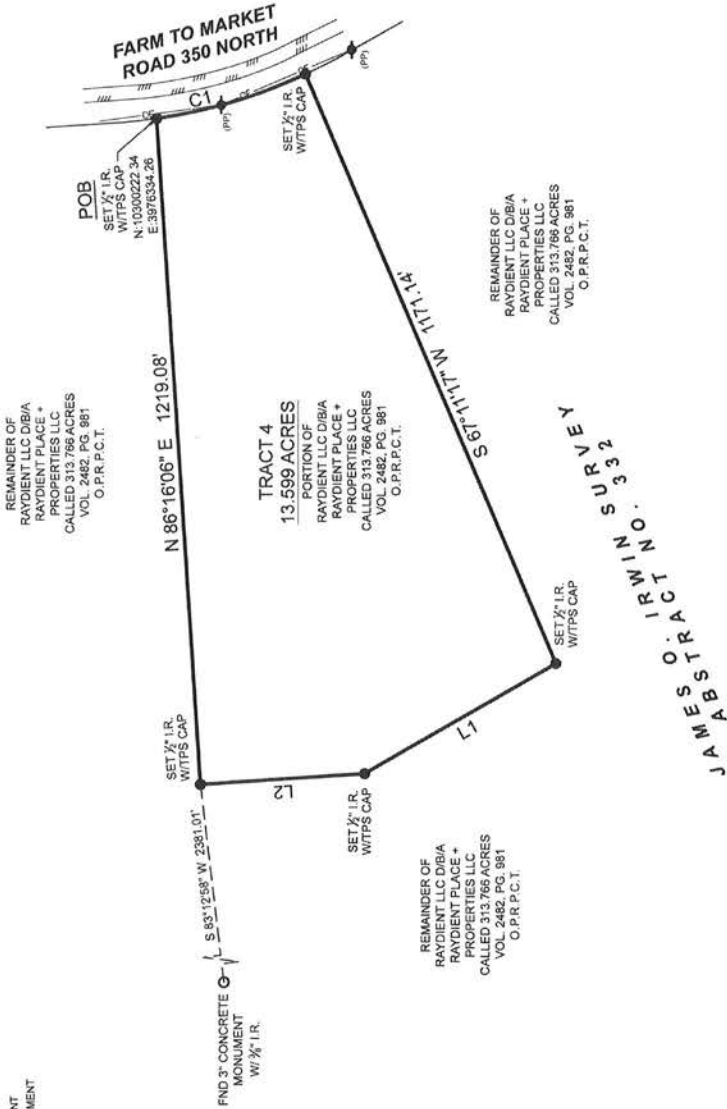 NT
MENT
REMAINDER OF
RAYDIENT LLC D/B/A
RAYDIENT PLACE +
PROPERTIES LLC
CALLED 313.766 ACRES
VOL. 2482, PG. 981
O.P.R.P.C.T.
FARM TO MARKET
ROAD 350 NORTH
POB
SET ½" I.R.
W/TPS CAP
N:10300222.34
E:3976334.26
C1
OE
(PP)
OE
(PP)
SET ½" I.R.
W/TPS CAP
N 86°16'06" E 1219.08'
SET ½" I.R.
W/TPS CAP
S 83°12'58" W 2381.01'
FND 3" CONCRETE
MONUMENT
W/ ⅜" I.R.
L2
TRACT 4
13.599 ACRES
PORTION OF
RAYDIENT LLC D/B/A
RAYDIENT PLACE +
PROPERTIES LLC
CALLED 313.766 ACRES
VOL. 2482, PG. 981
O.P.R.P.C.T.
S 67°11'17" W 1171.14'
SET ½" I.R.
W/TPS CAP
L1
SET ½" I.R.
W/TPS CAP
REMAINDER OF
RAYDIENT LLC D/B/A
RAYDIENT PLACE +
PROPERTIES LLC
CALLED 313.766 ACRES
VOL. 2482, PG. 981
O.P.R.P.C.T.
REMAINDER OF
RAYDIENT LLC D/B/A
RAYDIENT PLACE +
PROPERTIES LLC
CALLED 313.766 ACRES
VOL. 2482, PG. 981
O.P.R.P.C.T.
JAMES O. IRWIN SURVEY
ABSTRACT NO. 332